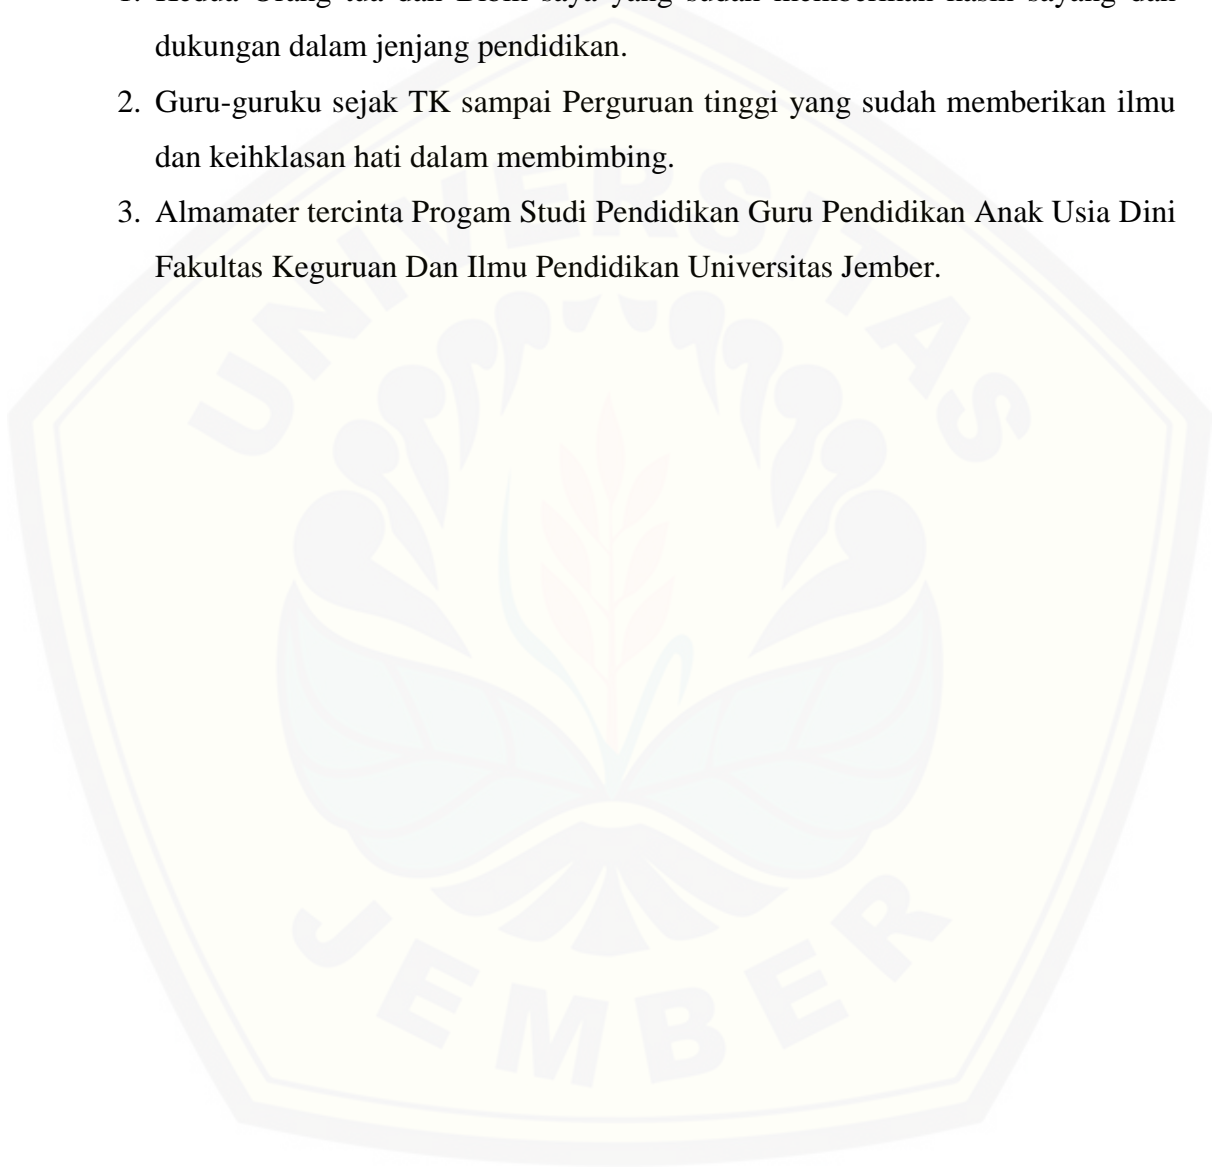 dukungan dalam jenjang pendidikan.
2. Guru-guruku sejak TK sampai Perguruan tinggi yang sudah memberikan ilmu
dan keihklasan hati dalam membimbing.
3. Almamater tercinta Progam Studi Pendidikan Guru Pendidikan Anak Usia Dini
Fakultas Keguruan Dan Ilmu Pendidikan Universitas Jember.
UNIVERSITAS
JEMBER